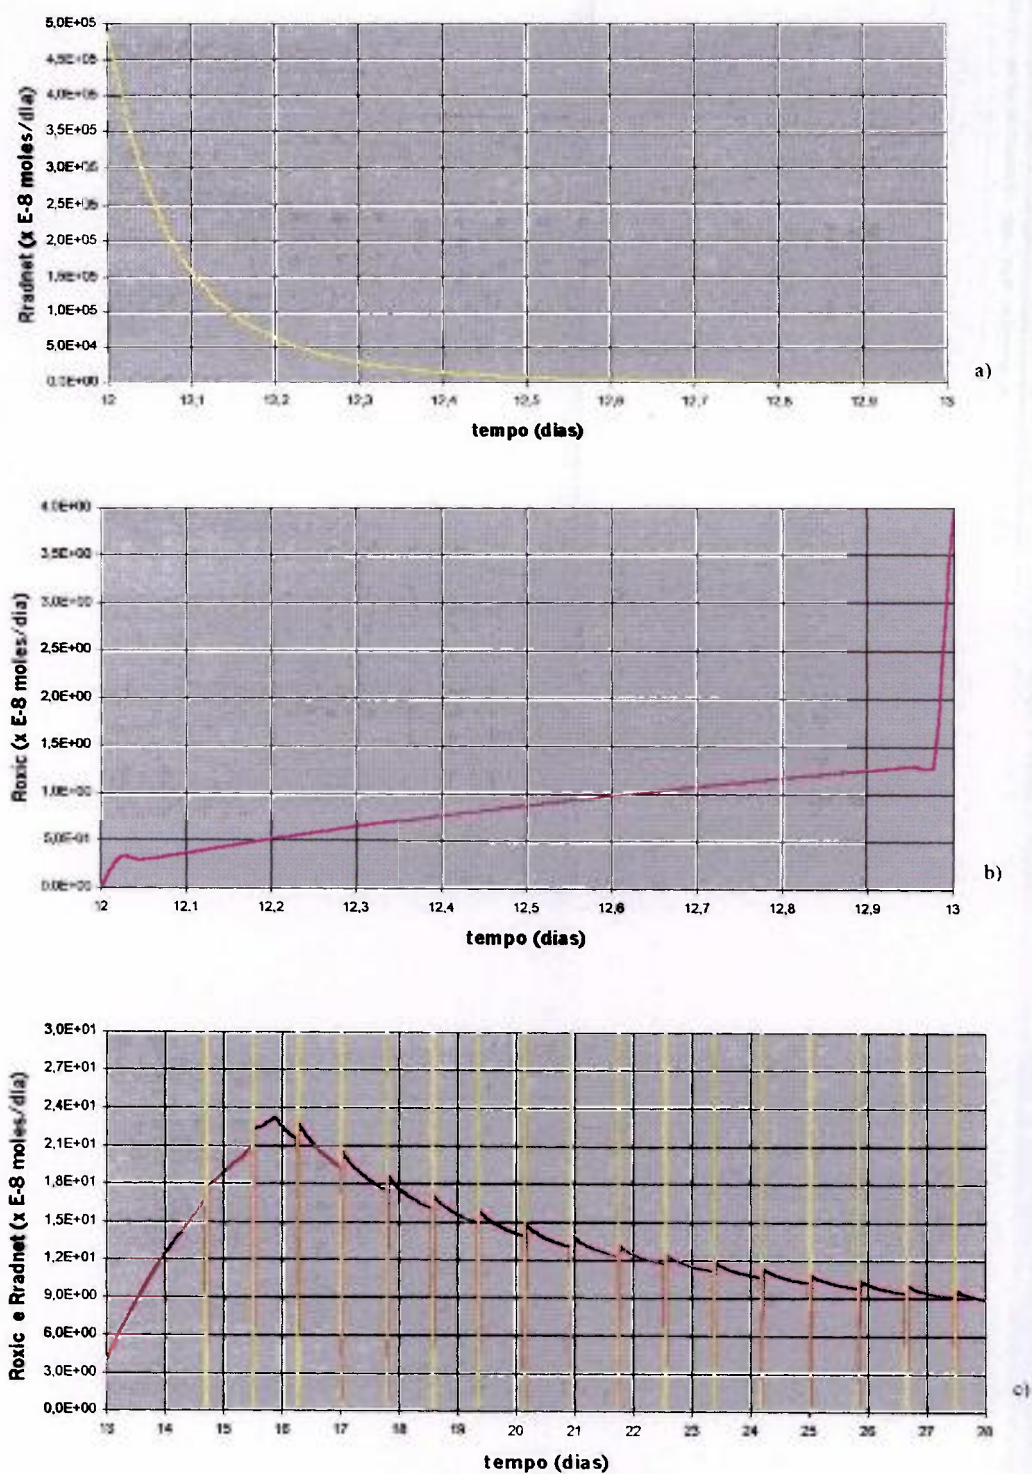 5,0E+05
4,5E+05
4,0E+05
3,5E+05
3,0E+05
2,5E+05
2,0E+05
1,5E+05
1,0E+05
5,0E+04
0,0E+00
Rradnet (x E-8 moles/dia)
12 12,1 12,2 12,3 12,4 12,5 12,6 12,7 12,8 12,9 13
tempo (dias)
a)
4,0E+00
3,5E+00
3,0E+00
2,5E+00
2,0E+00
1,5E+00
1,0E+00
5,0E-01
0,0E+00
Roxic (x E-8 moles/dia)
12 12,1 12,2 12,3 12,4 12,5 12,6 12,7 12,8 12,9 13
tempo (dias)
b)
3,0E+01
2,7E+01
2,4E+01
2,1E+01
1,8E+01
1,5E+01
1,2E+01
9,0E+00
6,0E+00
3,0E+00
0,0E+00
Roxic e Rradnet (x E-8 moles/dia)
13 14 15 16 17 18 19 20 21 22 23 24 25 26 27 28
tempo (dias)
c)